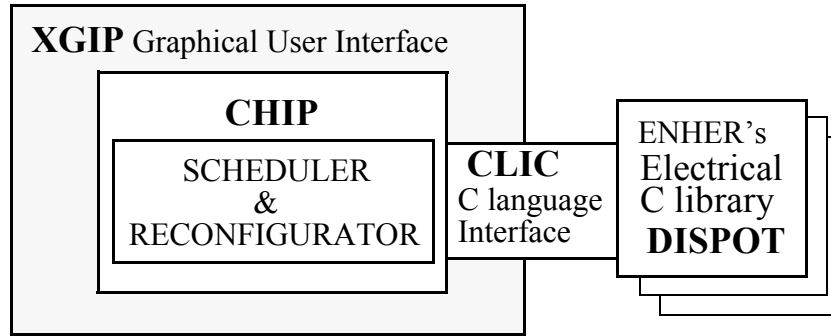 XGIP Graphical User Interface
CHIP
SCHEDULER
&
RECONFIGURATOR
CLIC
C language
Interface
ENHER's
Electrical
C library
DISPOT